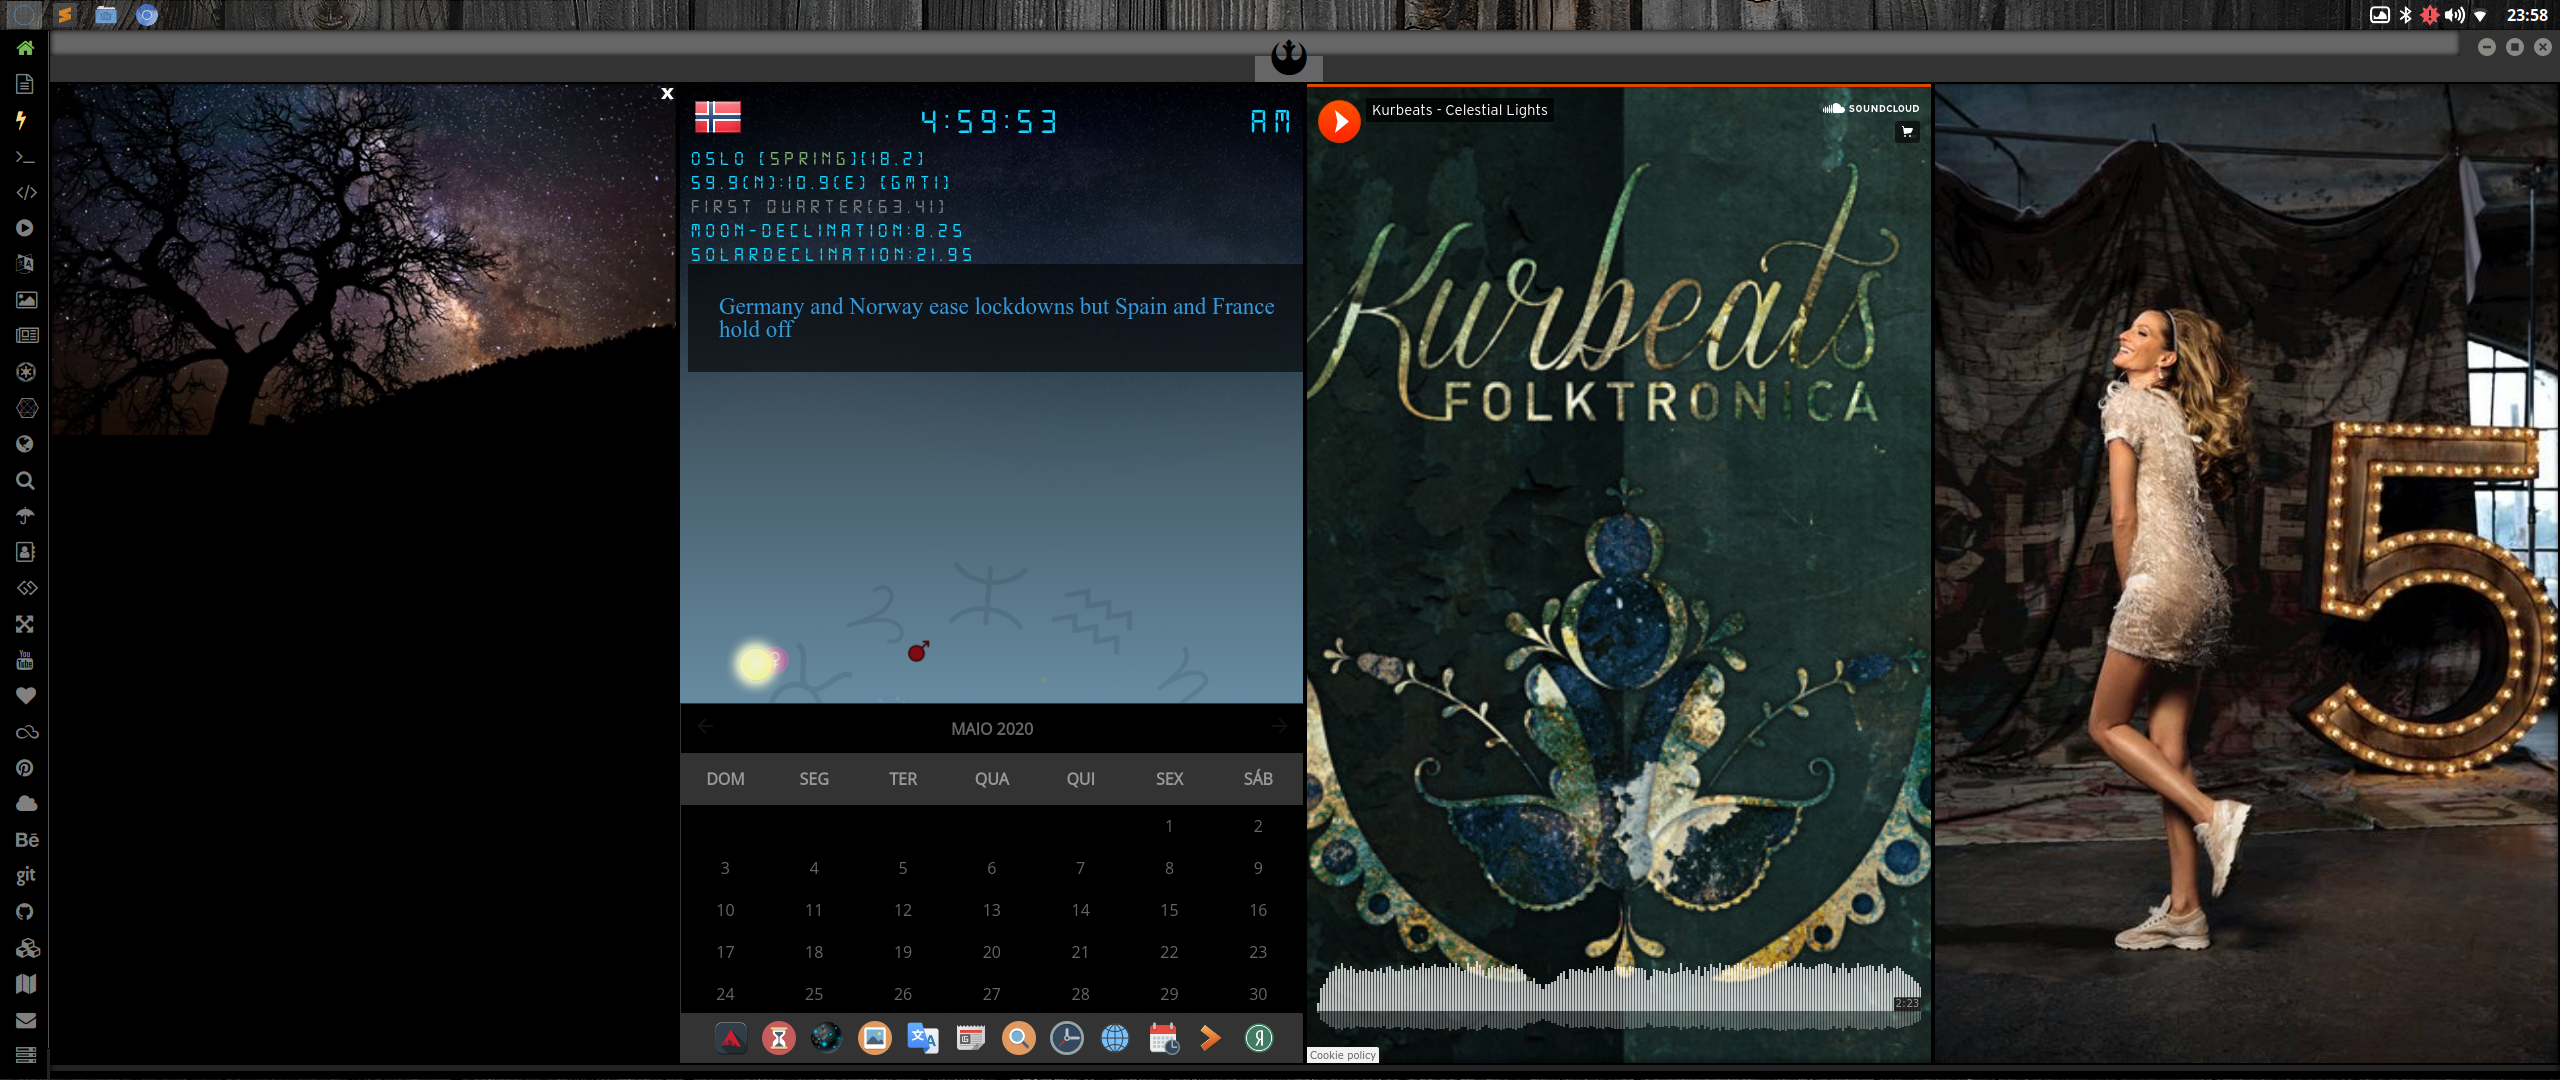 23:58
x
4:59:53 AM
OSLO [SPRING][18.2]
59.9(N):10.9(E) [GMT1]
FIRST QUARTER[63.41]
MOON-DECLINATION:8.25
SOLARDECLINATION:21.95
Germany and Norway ease lockdowns but Spain and France
hold off
MAIO 2020
DOM SEG TER QUA QUI SEX SÁB
1 2
3 4 5 6 7 8 9
10 11 12 13 14 15 16
17 18 19 20 21 22 23
24 25 26 27 28 29 30
Kurbeats - Celestial Lights
SOUNDCLOUD
Kurbeats
FOLKTRONICA
2:23
Cookie policy
5
You
Tube
Bē
git